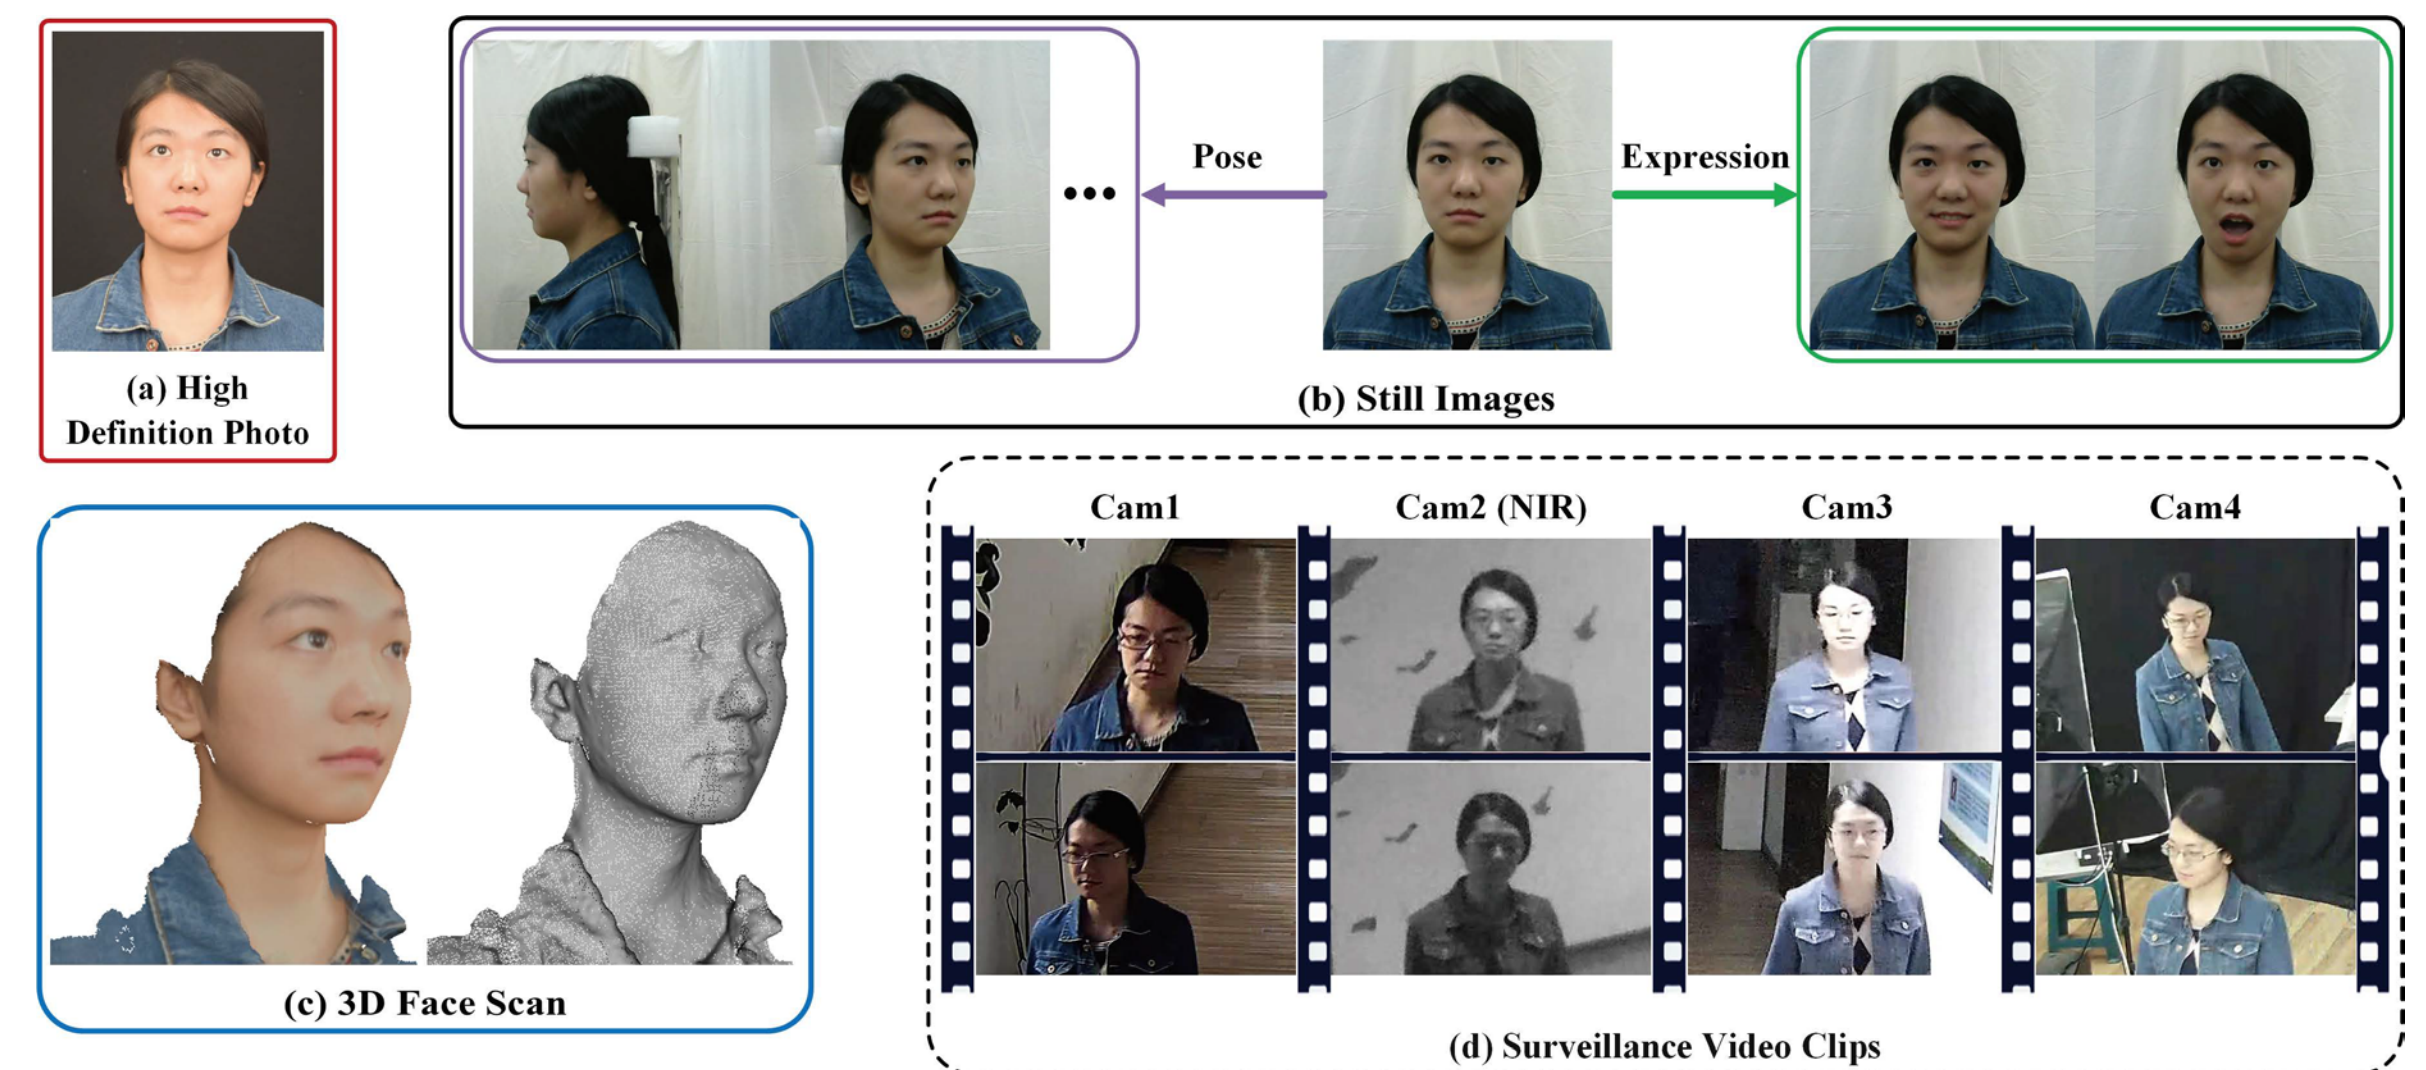 (a) High
Definition Photo
Pose
Expression
(b) Still Images
(c) 3D Face Scan
Cam1
Cam2 (NIR)
Cam3
Cam4
(d) Surveillance Video Clips